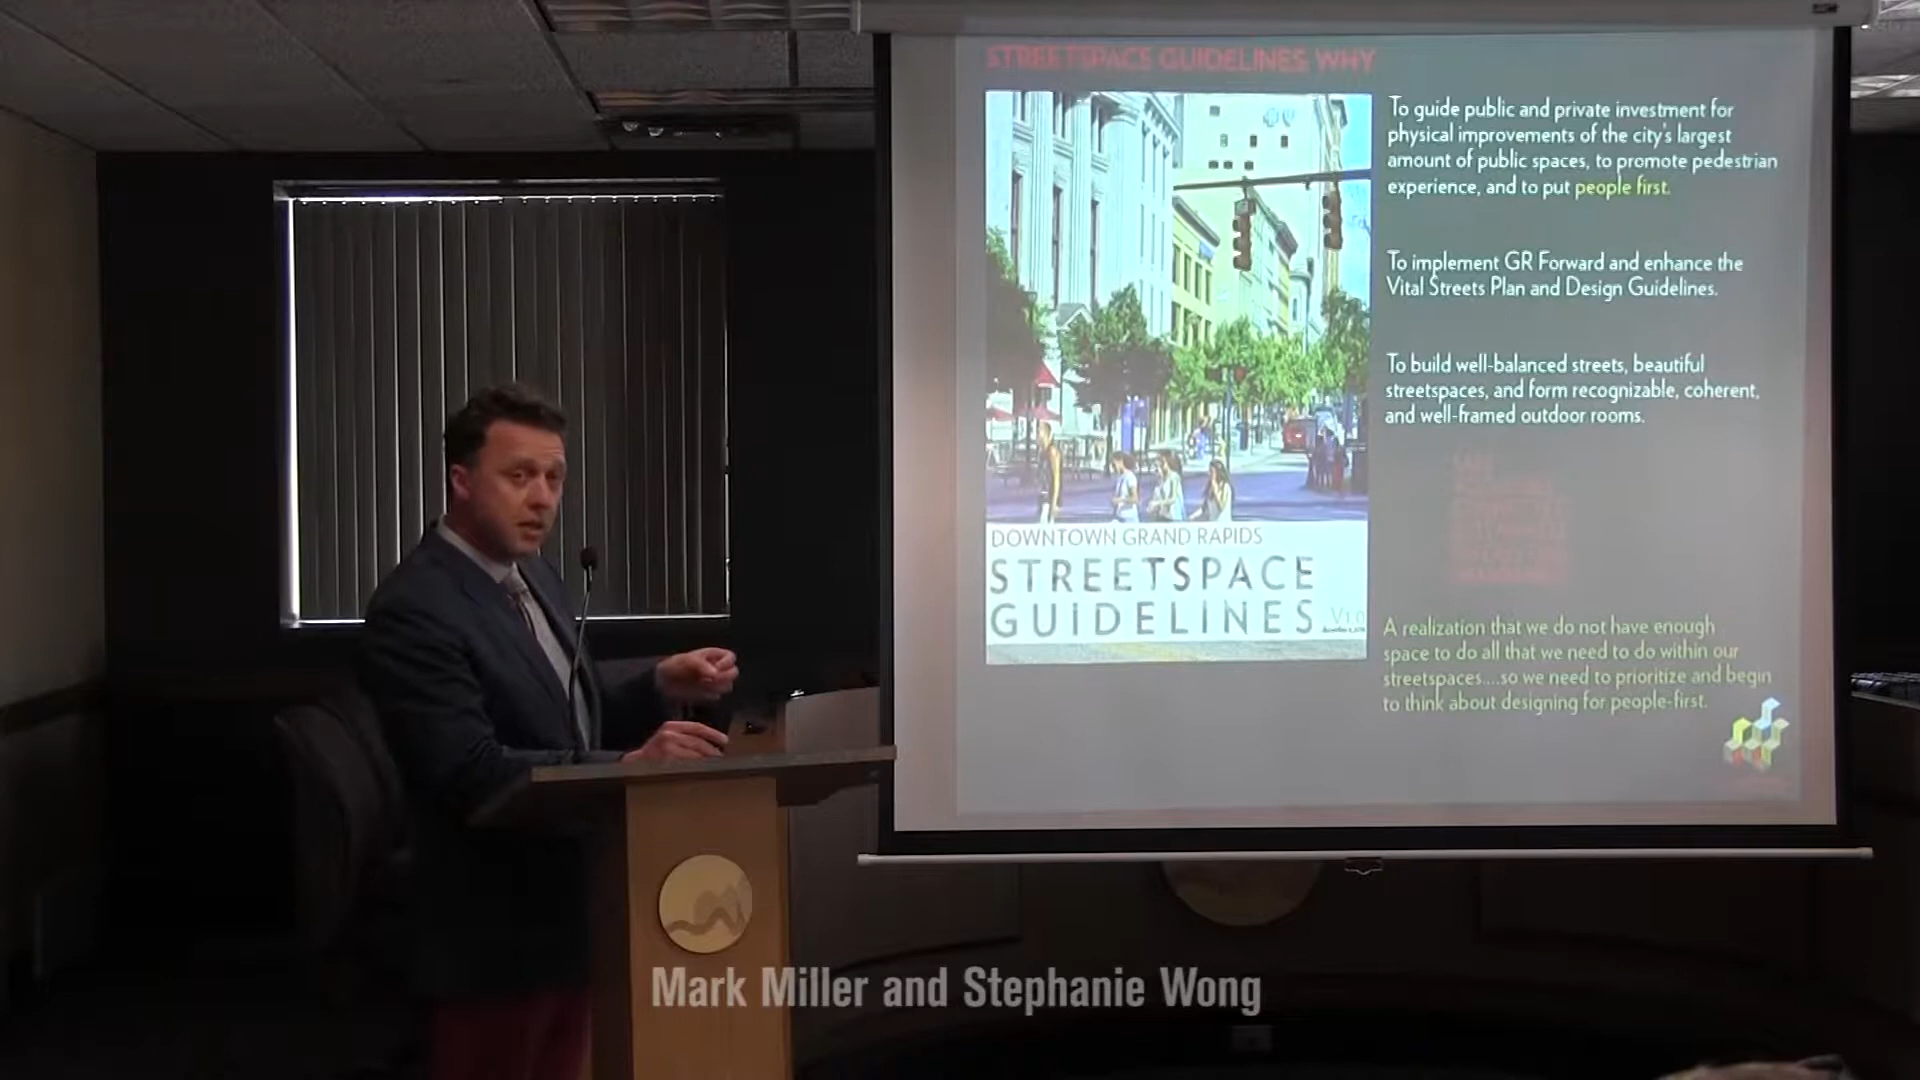 STREETSPACE GUIDELINES WHY
To guide public and private investment for
physical improvements of the city's largest
amount of public spaces, to promote pedestrian
experience, and to put people first.
To implement GR Forward and enhance the
Vital Streets Plan and Design Guidelines.
To build well-balanced streets, beautiful
streetspaces, and form recognizable, coherent,
and well-framed outdoor rooms.
DOWNTOWN GRAND RAPIDS
STREETSPACE
GUIDELINES V1.0
A realization that we do not have enough
space to do all that we need to do within our
streetspaces....so we need to prioritize and begin
to think about designing for people-first.
Mark Miller and Stephanie Wong